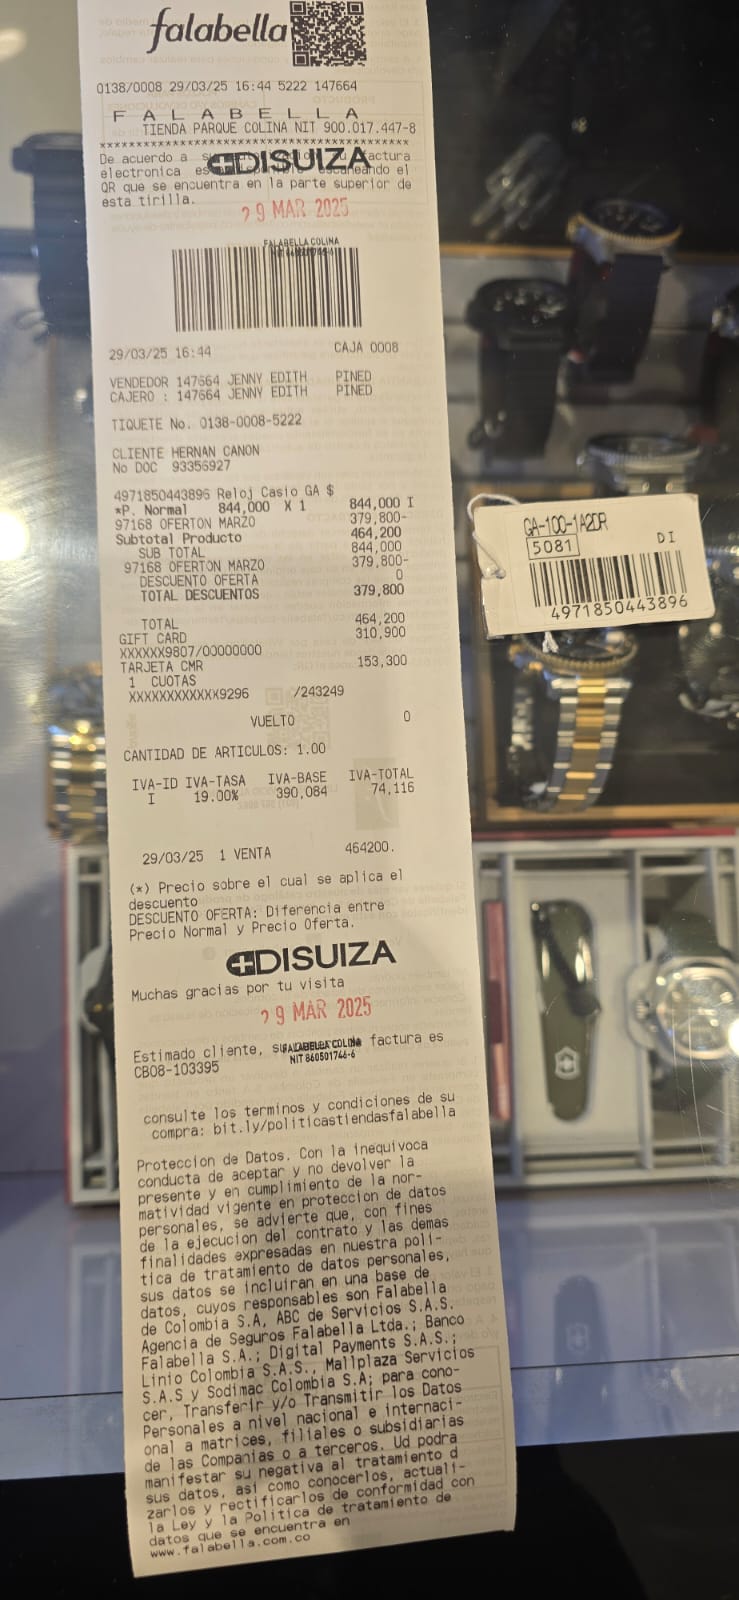 falabella
0138/0008 29/03/25 16:44 5222 147664
F A L A B E L L A
TIENDA PARQUE COLINA NIT 900.017.447-8
****************************************
De acuerdo a su factura
DISUIZA
electronica escaneando el
QR que se encuentra en la parte superior de
esta tirilla.
29 MAR 2025
FALABELLA COLINA
29/03/25 16:44 CAJA 0008
VENDEDOR 147664 JENNY EDITH PINED
CAJERO : 147664 JENNY EDITH PINED
TIQUETE No. 0138-0008-5222
CLIENTE HERNAN CANON
No DOC 93356927
4971850443896 Reloj Casio GA $
*P. Normal 844,000 X 1 844,000 I
97168 OFERTON MARZO 379,800-
Subtotal Producto 464,200
SUB TOTAL 844,000
97168 OFERTON MARZO 379,800-
DESCUENTO OFERTA 0
TOTAL DESCUENTOS 379,800
TOTAL 464,200
GIFT CARD 310,900
XXXXXX9807/00000000
TARJETA CMR 153,300
1 CUOTAS
XXXXXXXXXXXX9296 /243249
VUELTO 0
CANTIDAD DE ARTICULOS: 1.00
IVA-ID IVA-TASA IVA-BASE IVA-TOTAL
I 19.00% 390,084 74,116
29/03/25 1 VENTA 464200.
(*) Precio sobre el cual se aplica el
descuento
DESCUENTO OFERTA: Diferencia entre
Precio Normal y Precio Oferta.
DISUIZA
Muchas gracias por tu visita
29 MAR 2025
Estimado cliente, su factura es
FALABELLA COLINA
NIT 860501746-6
CB08-103395
consulte los terminos y condiciones de su
compra: bit.ly/politicastiendasfalabella
Proteccion de Datos. Con la inequivoca
conducta de aceptar y no devolver la
presente y en cumplimiento de la nor-
matividad vigente en proteccion de datos
personales, se advierte que, con fines
de la ejecucion del contrato y las demas
finalidades expresadas en nuestra poli-
tica de tratamiento de datos personales,
sus datos se incluiran en una base de
datos, cuyos responsables son Falabella
de Colombia S.A, ABC de Servicios S.A.S.
Agencia de Seguros Falabella Ltda.; Banco
Falabella S.A.; Digital Payments S.A.S.;
Linio Colombia S.A.S., Mallplaza Servicios
S.A.S y Sodimac Colombia S.A; para cono-
cer, Transferir y/o Transmitir los Datos
Personales a nivel nacional e internaci-
onal a matrices, filiales o subsidiarias
de las Companias o a terceros. Ud podra
manifestar su negativa al tratamiento d
sus datos, asi como conocerlos, actuali-
zarlos y rectificarlos de conformidad con
la Ley y la Politica de tratamiento de
datos que se encuentra en
www.falabella.com.co
GA-100-1A2DR
5081 DI
4971850443896